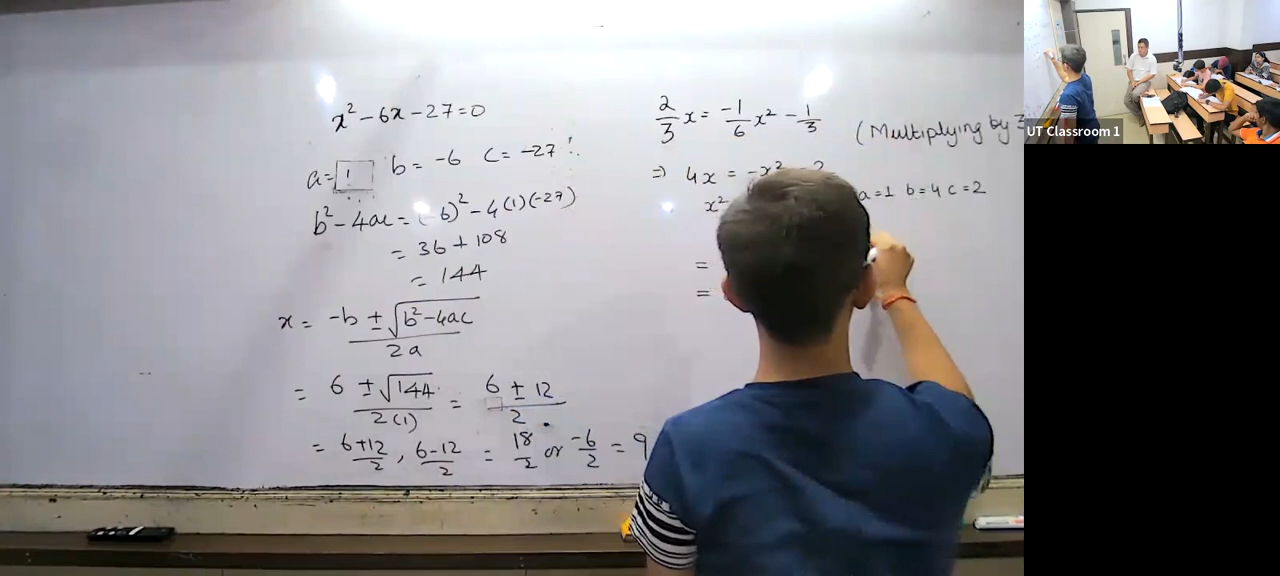 x² - 6x - 27 = 0
a = 1 b = -6 c = -27
b² - 4ac = (-6)² - 4(1)(-27)
= 36 + 108
= 144
x = -b ± √(b² - 4ac) / 2a
= 6 ± √144 / 2(1) = 6 ± 12 / 2
= 6+12/2 , 6-12/2 = 18/2 or -6/2 = 9
2/3 x = -1/6 x² - 1/3 (Multiplying by
⇒ 4x = -x² - 2
x² a=1 b=4 c=2
=
=
UT Classroom 1